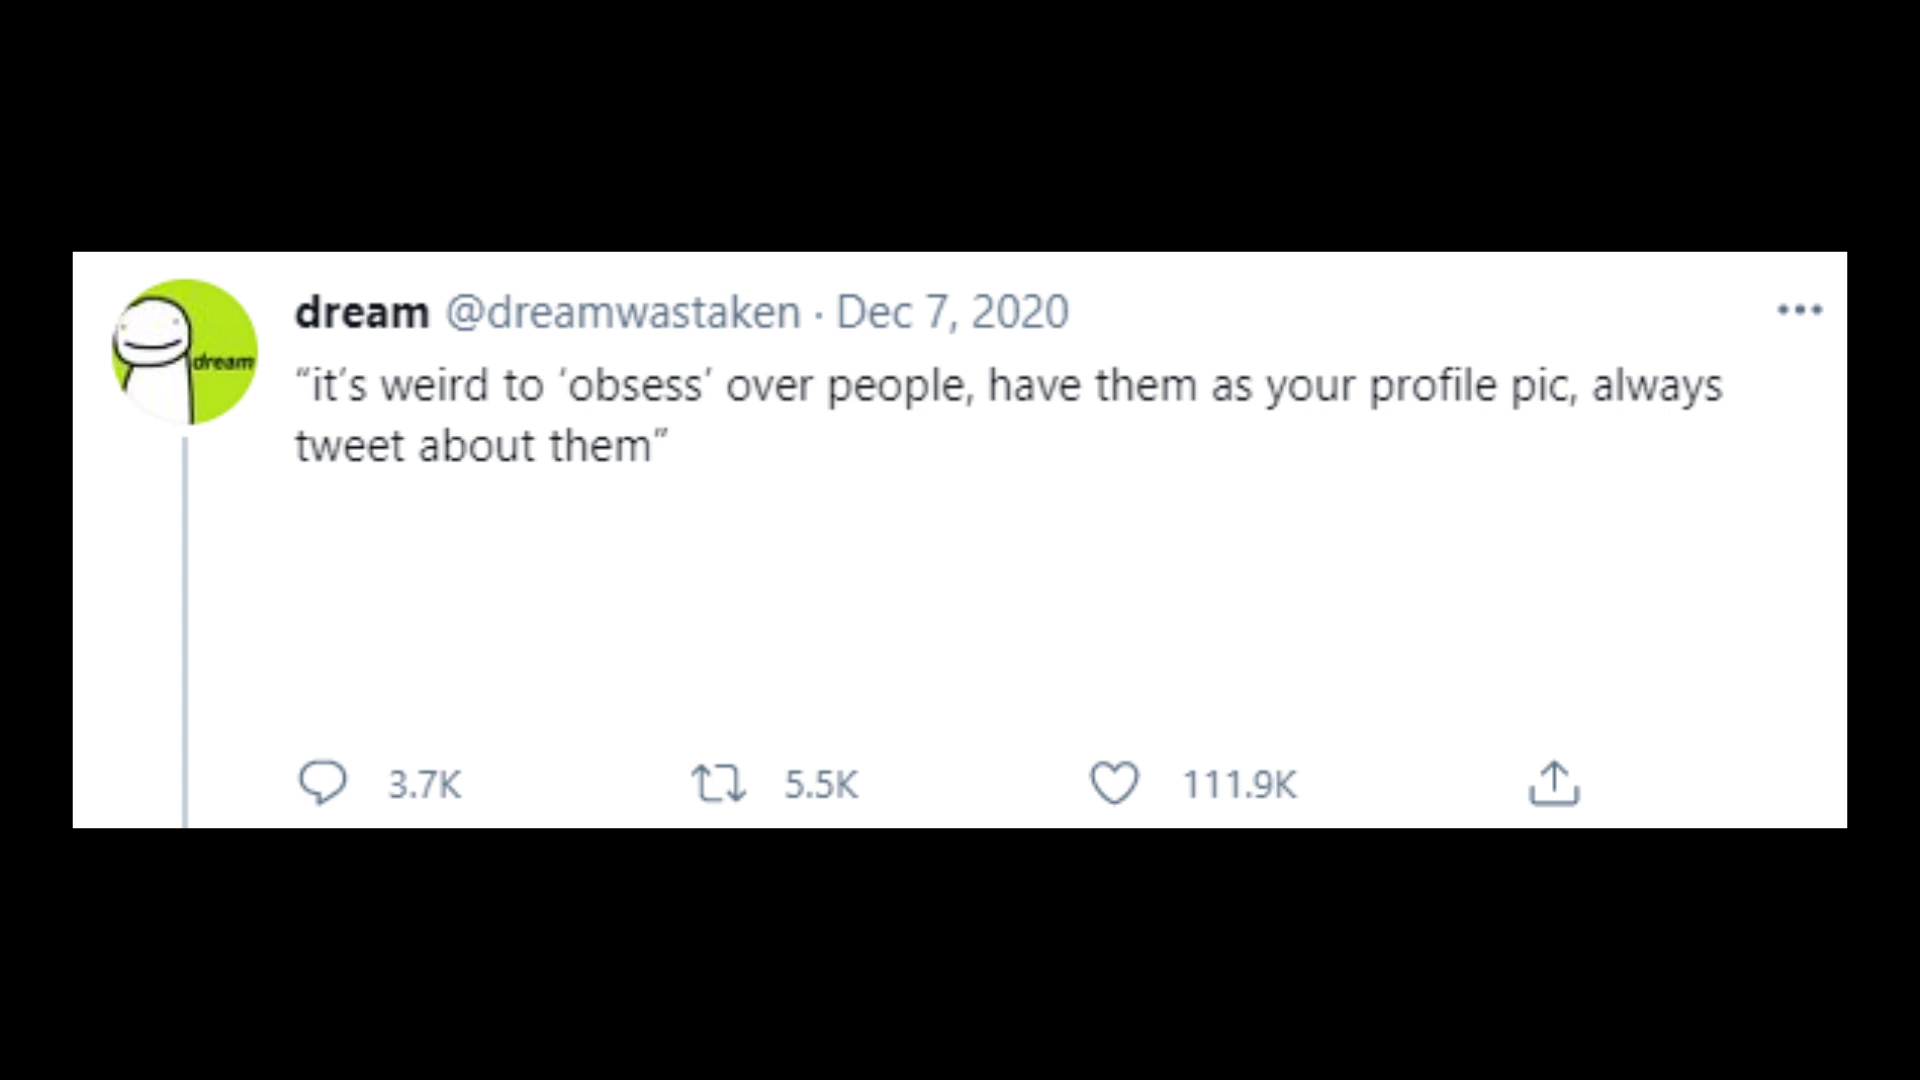 dream @dreamwastaken · Dec 7, 2020
“it’s weird to ‘obsess’ over people, have them as your profile pic, always
tweet about them”
dream
3.7K 5.5K 111.9K